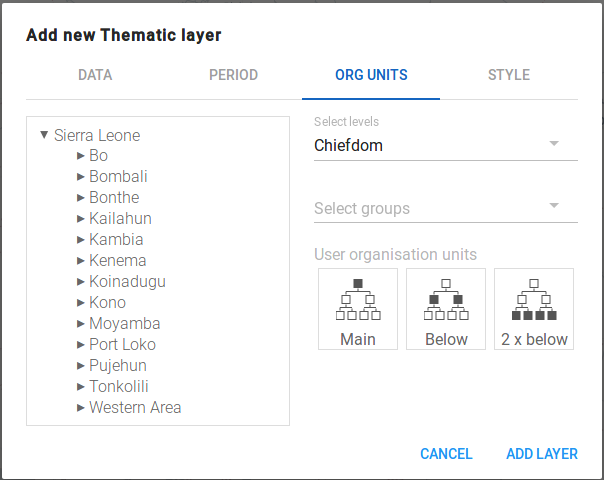 Add new Thematic layer
DATA PERIOD ORG UNITS STYLE
Sierra Leone
Bo
Bombali
Bonthe
Kailahun
Kambia
Kenema
Koinadugu
Kono
Moyamba
Port Loko
Pujehun
Tonkolili
Western Area
Select levels
Chiefdom
Select groups
User organisation units
Main Below 2 x below
CANCEL ADD LAYER